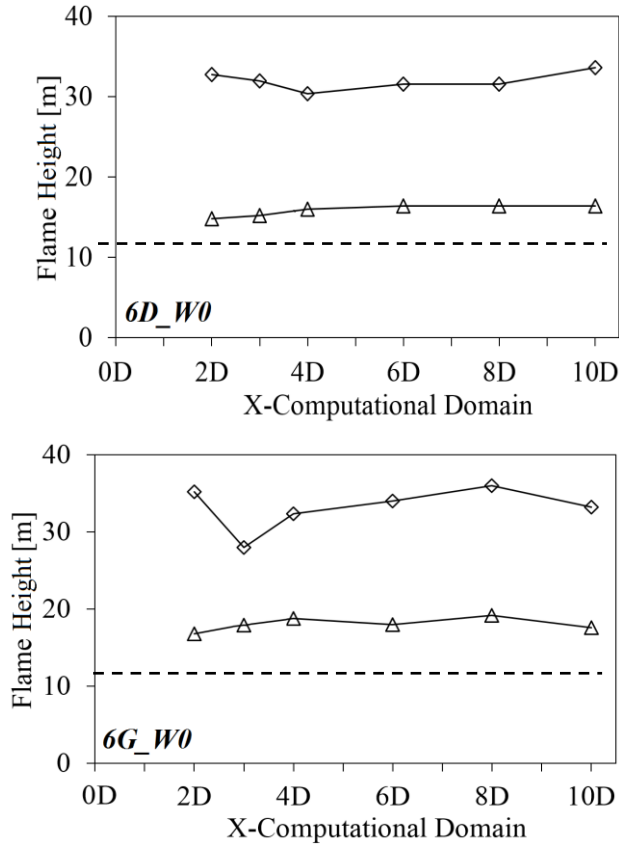 40
30
20
10
0
Flame Height [m]
6D_W0
0D 2D 4D 6D 8D 10D
X-Computational Domain
40
30
20
10
0
Flame Height [m]
6G_W0
0D 2D 4D 6D 8D 10D
X-Computational Domain